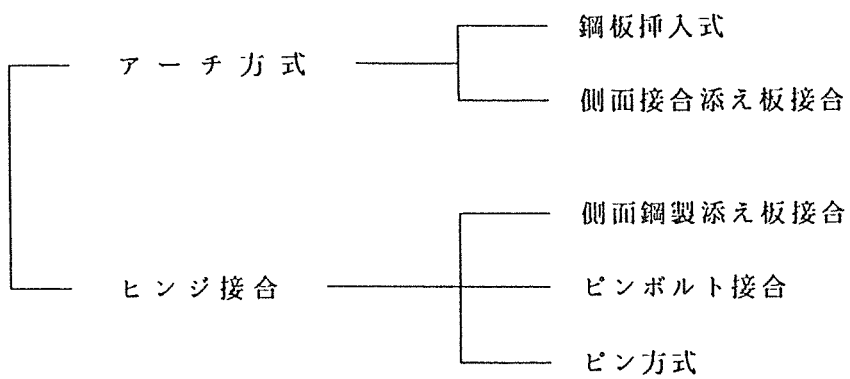 アーチ方式
鋼板挿入式
側面接合添え板接合
ヒンジ接合
側面鋼製添え板接合
ピンボルト接合
ピン方式